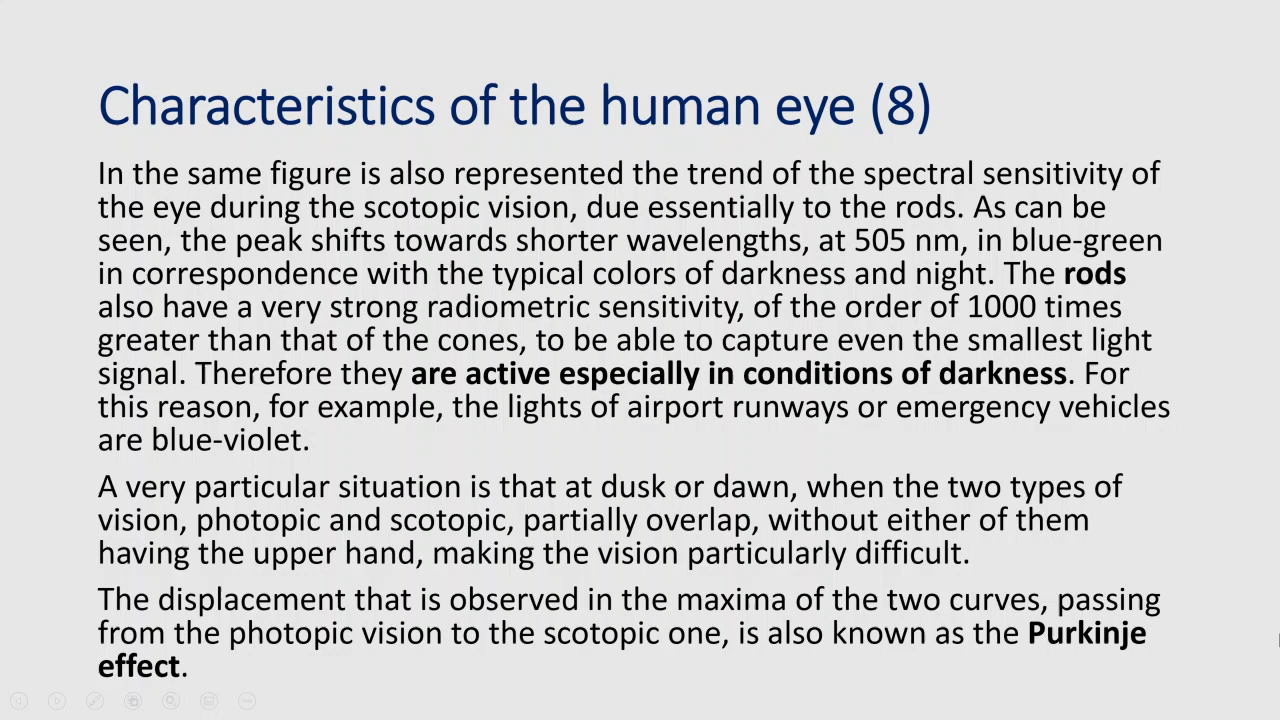 Characteristics of the human eye (8)
In the same figure is also represented the trend of the spectral sensitivity of
the eye during the scotopic vision, due essentially to the rods. As can be
seen, the peak shifts towards shorter wavelengths, at 505 nm, in blue-green
in correspondence with the typical colors of darkness and night. The rods
also have a very strong radiometric sensitivity, of the order of 1000 times
greater than that of the cones, to be able to capture even the smallest light
signal. Therefore they are active especially in conditions of darkness. For
this reason, for example, the lights of airport runways or emergency vehicles
are blue-violet.
A very particular situation is that at dusk or dawn, when the two types of
vision, photopic and scotopic, partially overlap, without either of them
having the upper hand, making the vision particularly difficult.
The displacement that is observed in the maxima of the two curves, passing
from the photopic vision to the scotopic one, is also known as the Purkinje
effect.